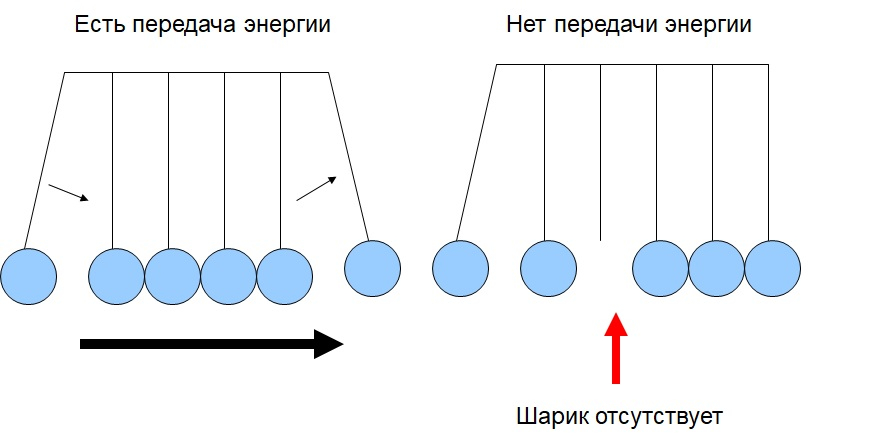 Есть передача энергии
Нет передачи энергии
Шарик отсутствует